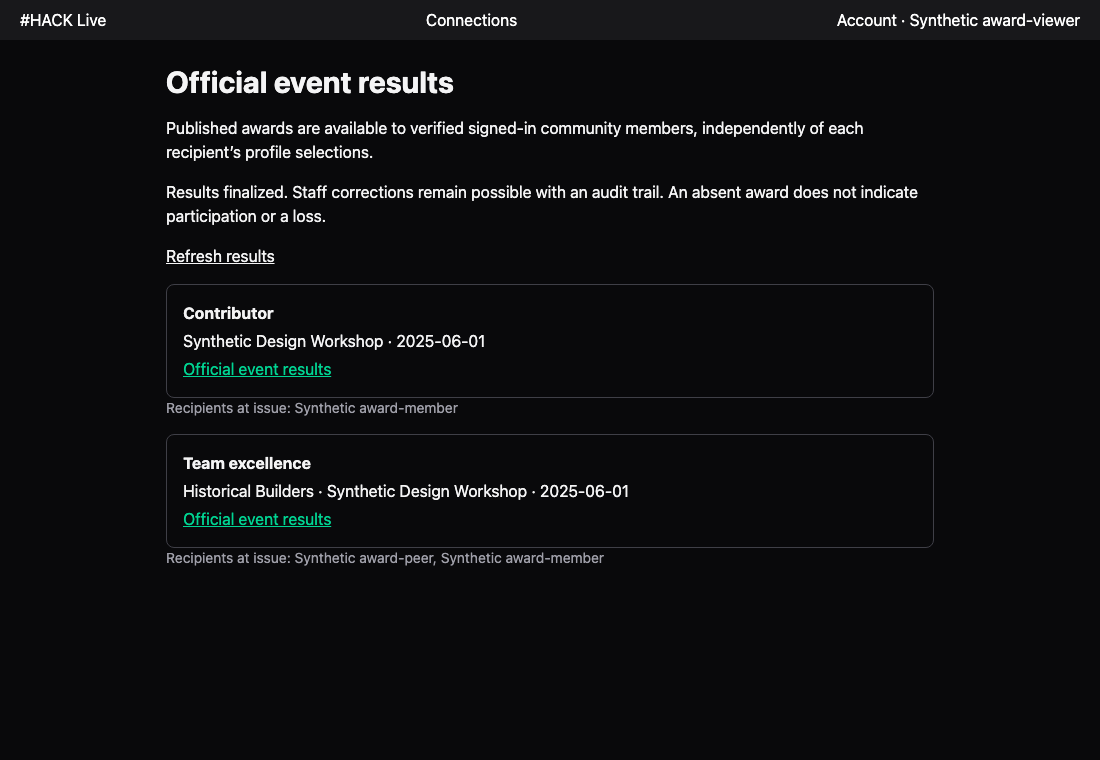 #HACK Live
Connections
Account · Synthetic award-viewer
Official event results
Published awards are available to verified signed-in community members, independently of each
recipient’s profile selections.
Results finalized. Staff corrections remain possible with an audit trail. An absent award does not indicate
participation or a loss.
Refresh results
Contributor
Synthetic Design Workshop · 2025-06-01
Official event results
Recipients at issue: Synthetic award-member
Team excellence
Historical Builders · Synthetic Design Workshop · 2025-06-01
Official event results
Recipients at issue: Synthetic award-peer, Synthetic award-member